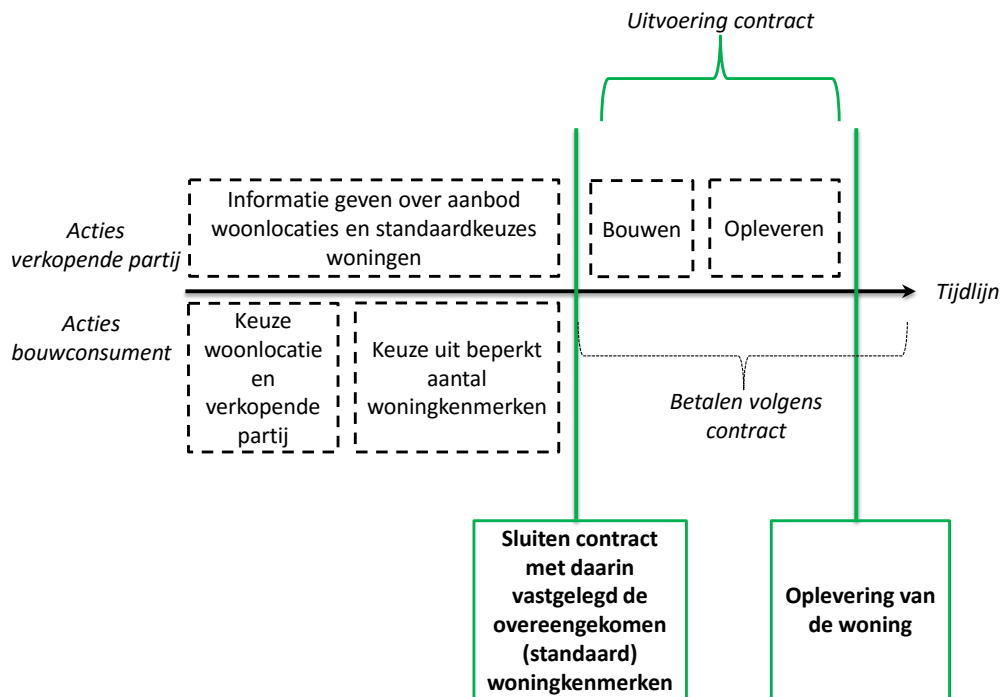 Uitvoering contract
Informatie geven over aanbod
woonlocaties en standaardkeuzes
woningen
Bouwen
Opleveren
Acties
verkopende partij
Tijdlijn
Acties
bouwconsument
Keuze
woonlocatie
en
verkopende
partij
Keuze uit beperkt
aantal
woningkenmerken
Betalen volgens
contract
Sluiten contract
met daarin
vastgelegd de
overeengekomen
(standaard)
woningkenmerken
Oplevering van
de woning